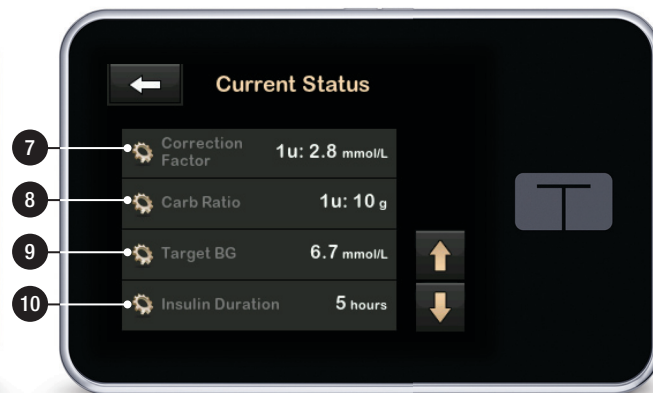 Current Status
7
Correction
Factor
1u: 2.8 mmol/L
8
Carb Ratio
1u: 10 g
9
Target BG
6.7 mmol/L
10
Insulin Duration
5 hours